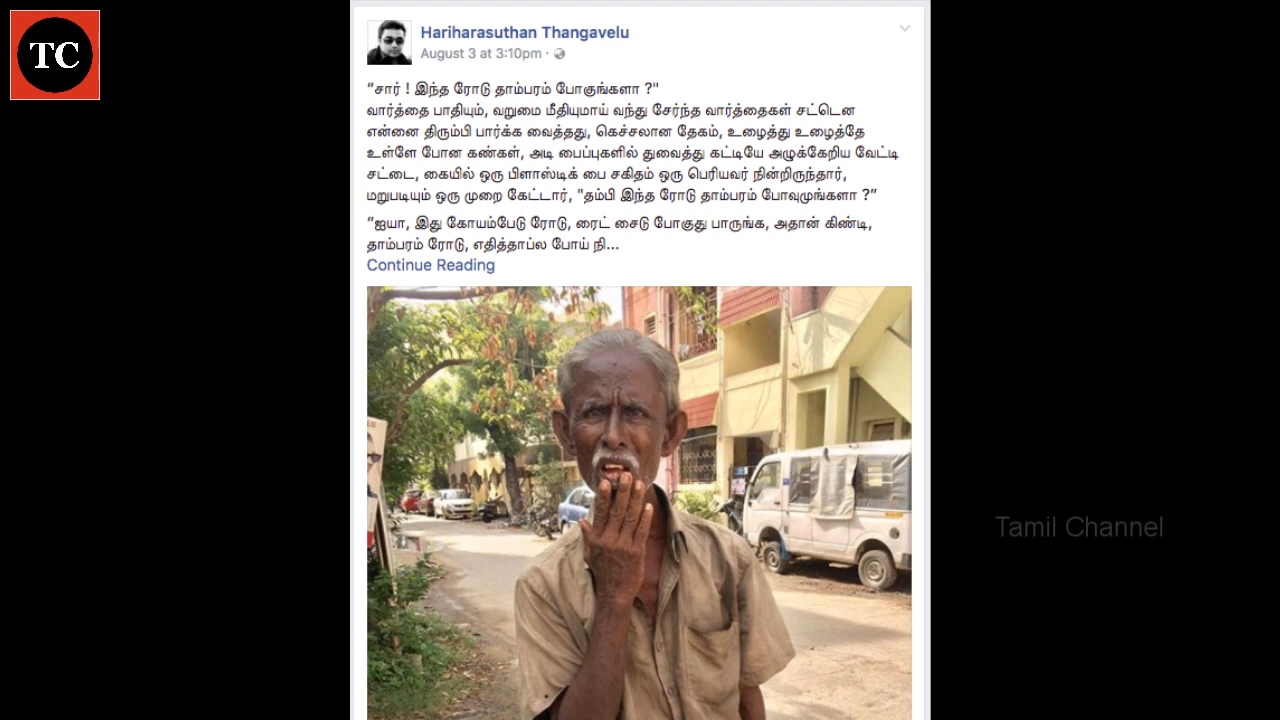 TC
Hariharasuthan Thangavelu
August 3 at 3:10pm ·
“சார் ! இந்த ரோடு தாம்பரம் போகுங்களா ?"
வார்த்தை பாதியும், வறுமை மீதியுமாய் வந்து சேர்ந்த வார்த்தைகள் சட்டென
என்னை திரும்பி பார்க்க வைத்தது, கெச்சலான தேகம், உழைத்து உழைத்தே
உள்ளே போன கண்கள், அடி பைப்புகளில் துவைத்து கட்டியே அழுக்கேறிய வேட்டி
சட்டை, கையில் ஒரு பிளாஸ்டிக் பை சகிதம் ஒரு பெரியவர் நின்றிருந்தார்,
மறுபடியும் ஒரு முறை கேட்டார், "தம்பி இந்த ரோடு தாம்பரம் போவுமுங்களா ?”
“ஐயா, இது கோயம்பேடு ரோடு, ரைட் சைடு போகுது பாருங்க, அதான் கிண்டி,
தாம்பரம் ரோடு, எதித்தாப்ல போய் நி...
Continue Reading
Tamil Channel